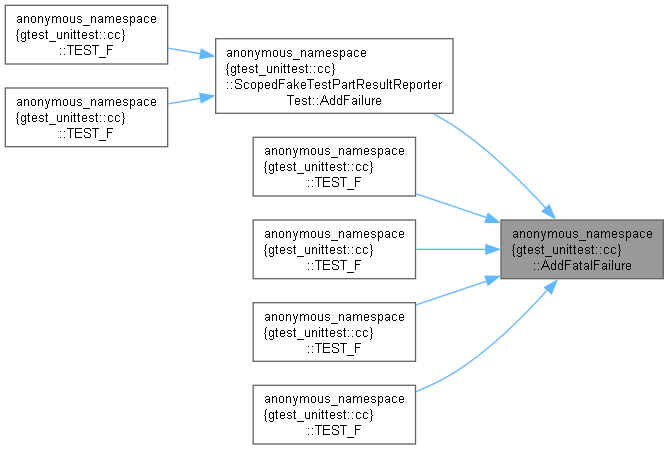 anonymous_namespace
{gtest_unittest::cc}
::TEST_F
anonymous_namespace
{gtest_unittest::cc}
::TEST_F
anonymous_namespace
{gtest_unittest::cc}
::ScopedFakeTestPartResultReporter
Test::AddFailure
anonymous_namespace
{gtest_unittest::cc}
::TEST_F
anonymous_namespace
{gtest_unittest::cc}
::TEST_F
anonymous_namespace
{gtest_unittest::cc}
::TEST_F
anonymous_namespace
{gtest_unittest::cc}
::TEST_F
anonymous_namespace
{gtest_unittest::cc}
::AddFatalFailure